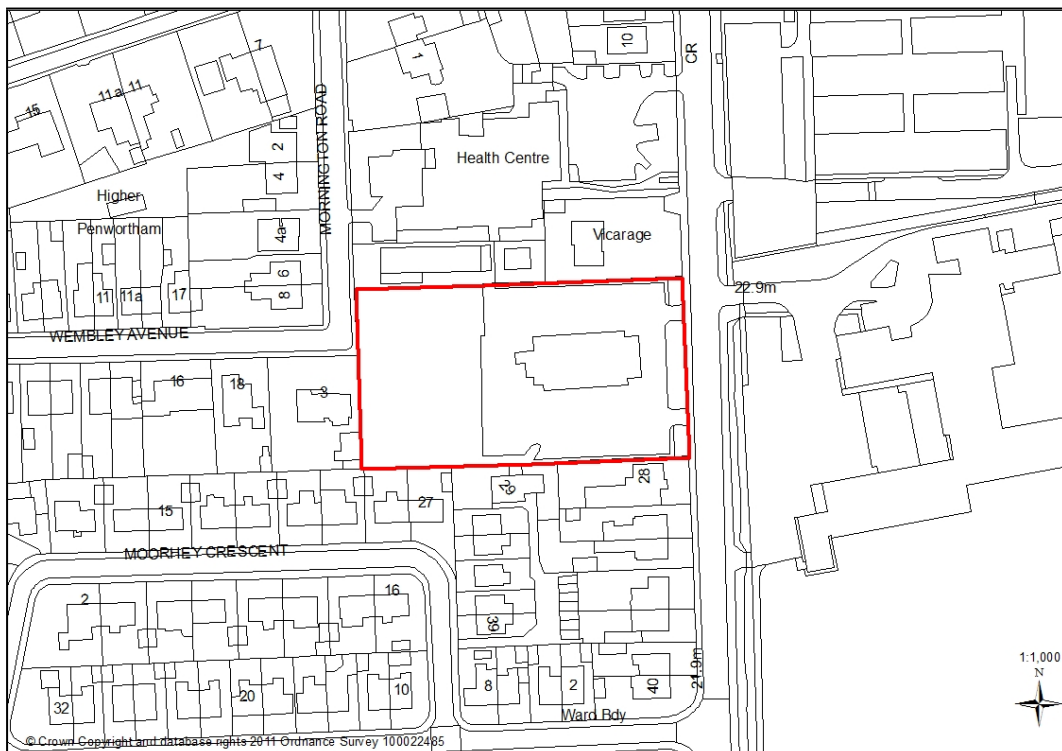 10
CR
7
1
11
11a
15
MORNINGTON ROAD
2
Health Centre
4
Higher
Penwortham
4a
Vicarage
6
8
22.9m
11
11a
17
WEMBLEY AVENUE
16
18
3
28
29
27
15
MOORHEY CRESCENT
2
16
39
1:1,000
N
21.9m
32
20
10
8
2
40
Ward Bdy
© Crown Copyright and database rights 2011 Ordnance Survey 100022485